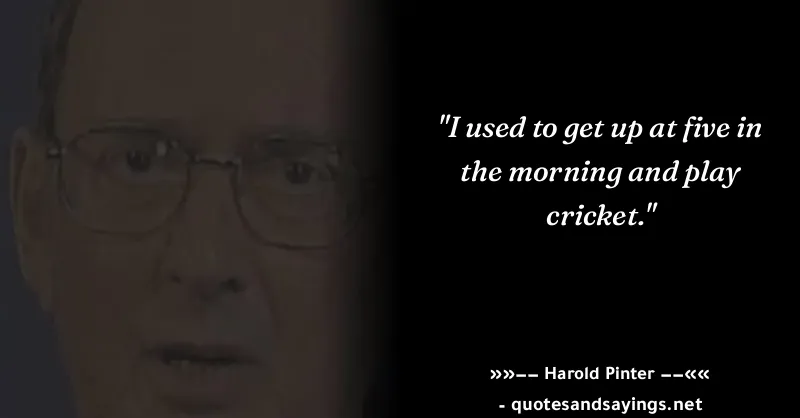 "I used to get up at five in
the morning and play
cricket."
»»–– Harold Pinter ––««
- quotesandsayings.net